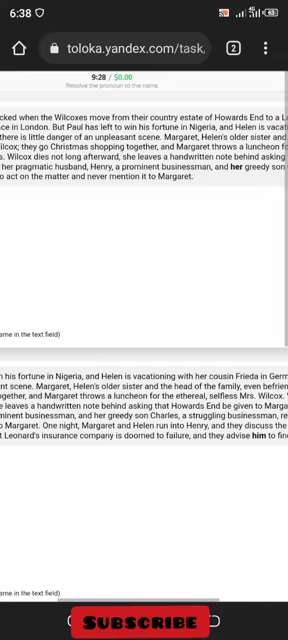 6:38
4G
63
toloka.yandex.com/task,
2
9:28 / $0.00
Resolve the pronoun to the name
cked when the Wilcoxes move from their country estate of Howards End to a L
ace in London. But Paul has left to win his fortune in Nigeria, and Helen is vacati
there is little danger of an unpleasant scene. Margaret, Helen's older sister and
ilcox; they go Christmas shopping together, and Margaret throws a luncheon fo
s. Wilcox dies not long afterward, she leaves a handwritten note behind asking
her pragmatic husband, Henry, a prominent businessman, and her greedy son
o act on the matter and never mention it to Margaret.
ame in the text field)
n his fortune in Nigeria, and Helen is vacationing with her cousin Frieda in Germ
nt scene. Margaret, Helen's older sister and the head of the family, even befrien
ogether, and Margaret throws a luncheon for the ethereal, selfless Mrs. Wilcox. W
e leaves a handwritten note behind asking that Howards End be given to Marga
minent businessman, and her greedy son Charles, a struggling businessman, re
o Margaret. One night, Margaret and Helen run into Henry, and they discuss the
t Leonard's insurance company is doomed to failure, and they advise him to find
ame in the text field)
SUBSCRIBE